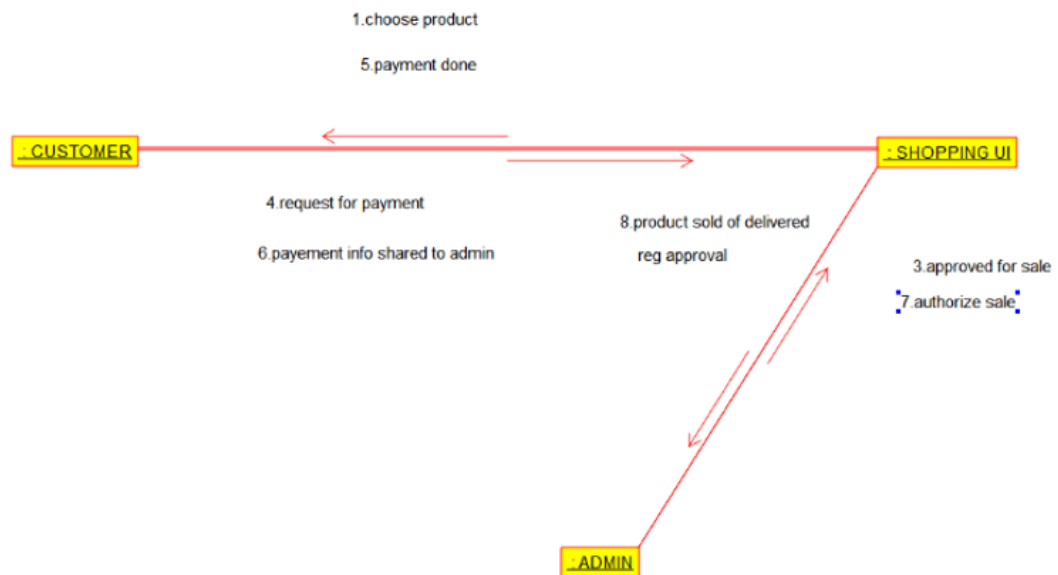 1.choose product
5.payment done
: CUSTOMER
: SHOPPING UI
4.request for payment
8.product sold of delivered
6.payement info shared to admin
reg approval
3.approved for sale
7.authorize sale
: ADMIN